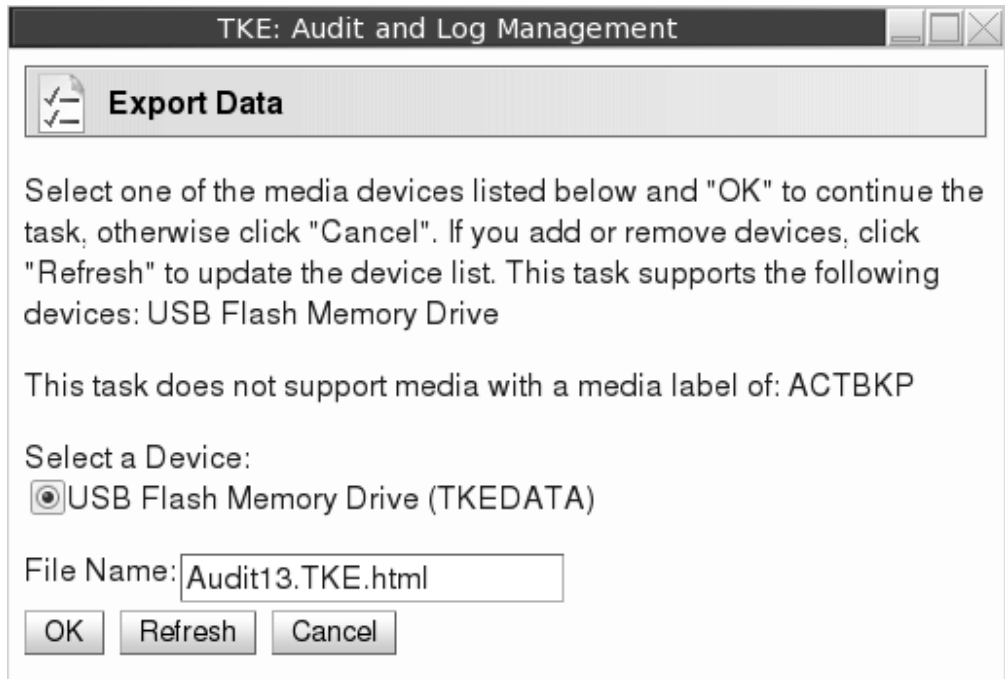 TKE: Audit and Log Management
Export Data
Select one of the media devices listed below and "OK" to continue the
task, otherwise click "Cancel". If you add or remove devices, click
"Refresh" to update the device list. This task supports the following
devices: USB Flash Memory Drive
This task does not support media with a media label of: ACTBKP
Select a Device:
USB Flash Memory Drive (TKEDATA)
File Name: Audit13.TKE.html
OK Refresh Cancel